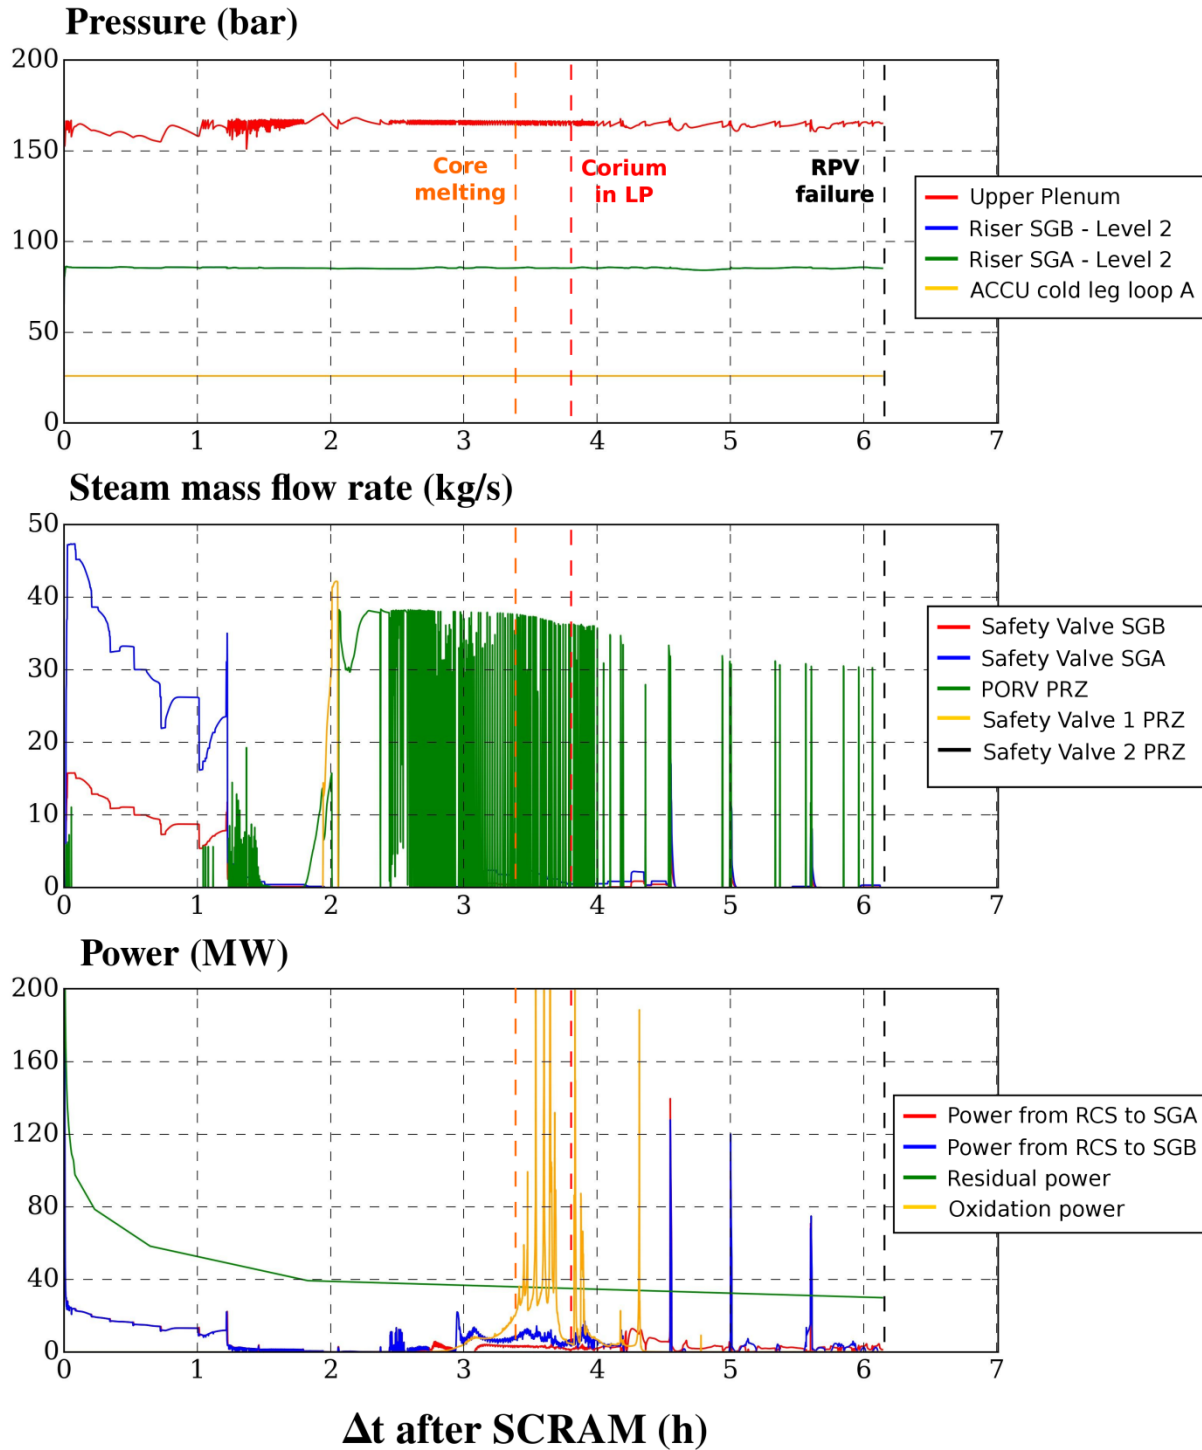 Pressure (bar)
200
150
100
50
0
Core
melting
Corium
in LP
RPV
failure
Upper Plenum
Riser SGB - Level 2
Riser SGA - Level 2
ACCU cold leg loop A
0 1 2 3 4 5 6 7
Steam mass flow rate (kg/s)
50
40
30
20
10
0
Safety Valve SGB
Safety Valve SGA
PORV PRZ
Safety Valve 1 PRZ
Safety Valve 2 PRZ
0 1 2 3 4 5 6 7
Power (MW)
200
160
120
80
40
0
Power from RCS to SGA
Power from RCS to SGB
Residual power
Oxidation power
0 1 2 3 4 5 6 7
Δt after SCRAM (h)